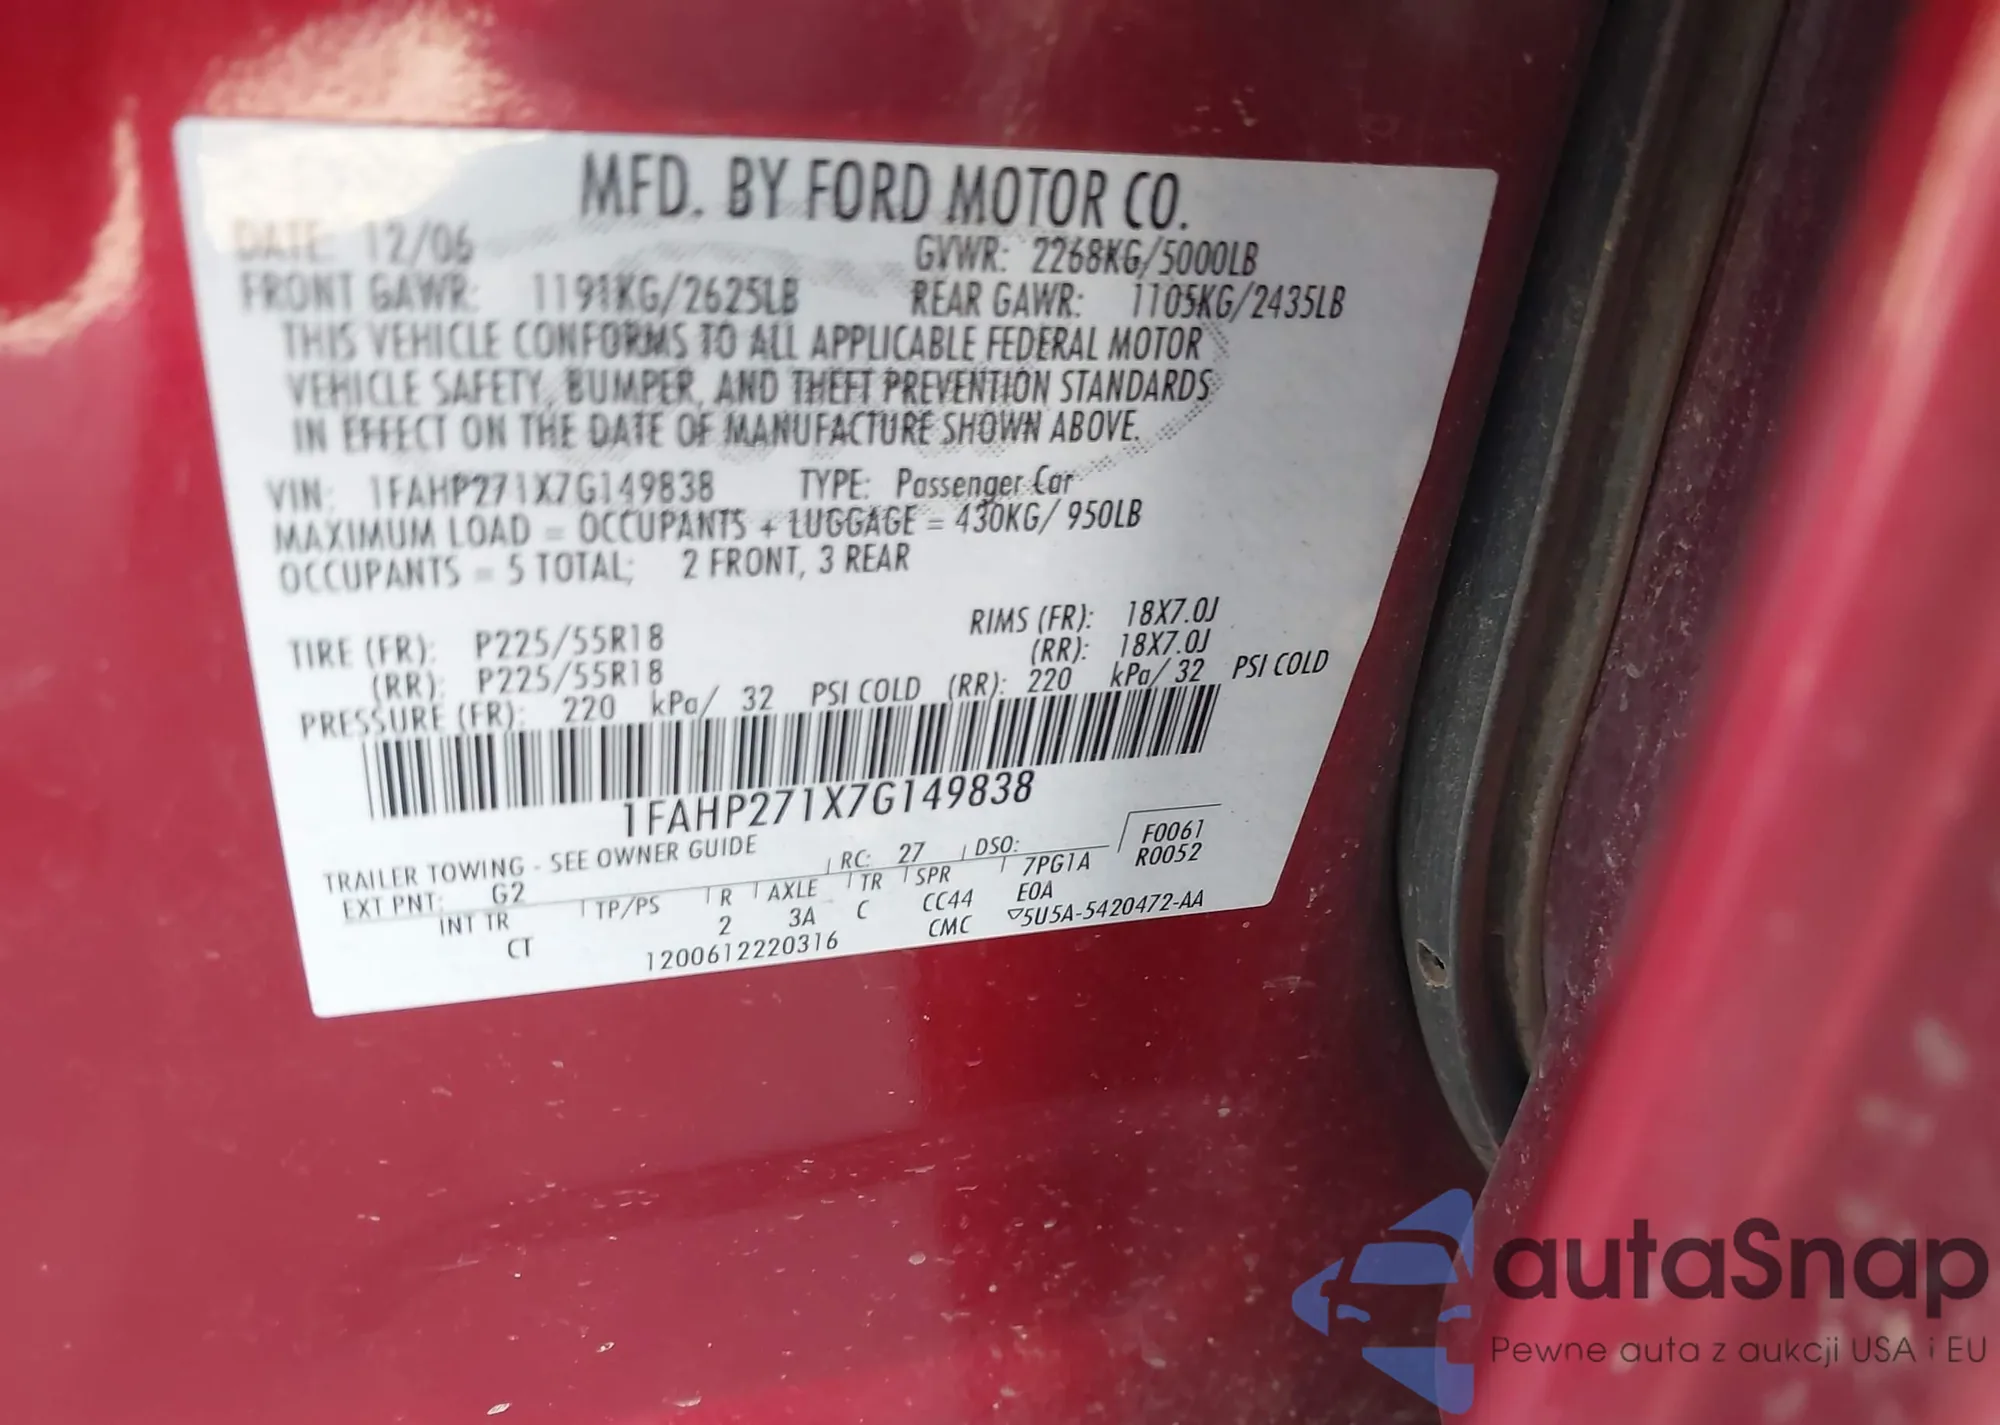 MFD. BY FORD MOTOR CO.
DATE: 12/06 GVWR: 2268KG/5000LB
FRONT GAWR: 1191KG/2625LB REAR GAWR: 1105KG/2435LB
THIS VEHICLE CONFORMS TO ALL APPLICABLE FEDERAL MOTOR
VEHICLE SAFETY, BUMPER, AND THEFT PREVENTION STANDARDS
IN EFFECT ON THE DATE OF MANUFACTURE SHOWN ABOVE.
VIN: 1FAHP271X7G149838 TYPE: Passenger Car
MAXIMUM LOAD = OCCUPANTS + LUGGAGE = 430KG/ 950LB
OCCUPANTS = 5 TOTAL; 2 FRONT, 3 REAR
TIRE (FR): P225/55R18 RIMS (FR): 18X7.0J
(RR): P225/55R18 (RR): 18X7.0J
PRESSURE (FR): 220 kPa/ 32 PSI COLD (RR): 220 kPa/ 32 PSI COLD
1FAHP271X7G149838
TRAILER TOWING - SEE OWNER GUIDE RC: 27 DSO: F0061
EXT PNT: G2 7PG1A R0052
INT TR TP/PS R AXLE TR SPR E0A
CT 2 3A C CC44 ▽5U5A-5420472-AA
1200612220316 CMC
autaSnap
Pewne auta z aukcji USA i EU